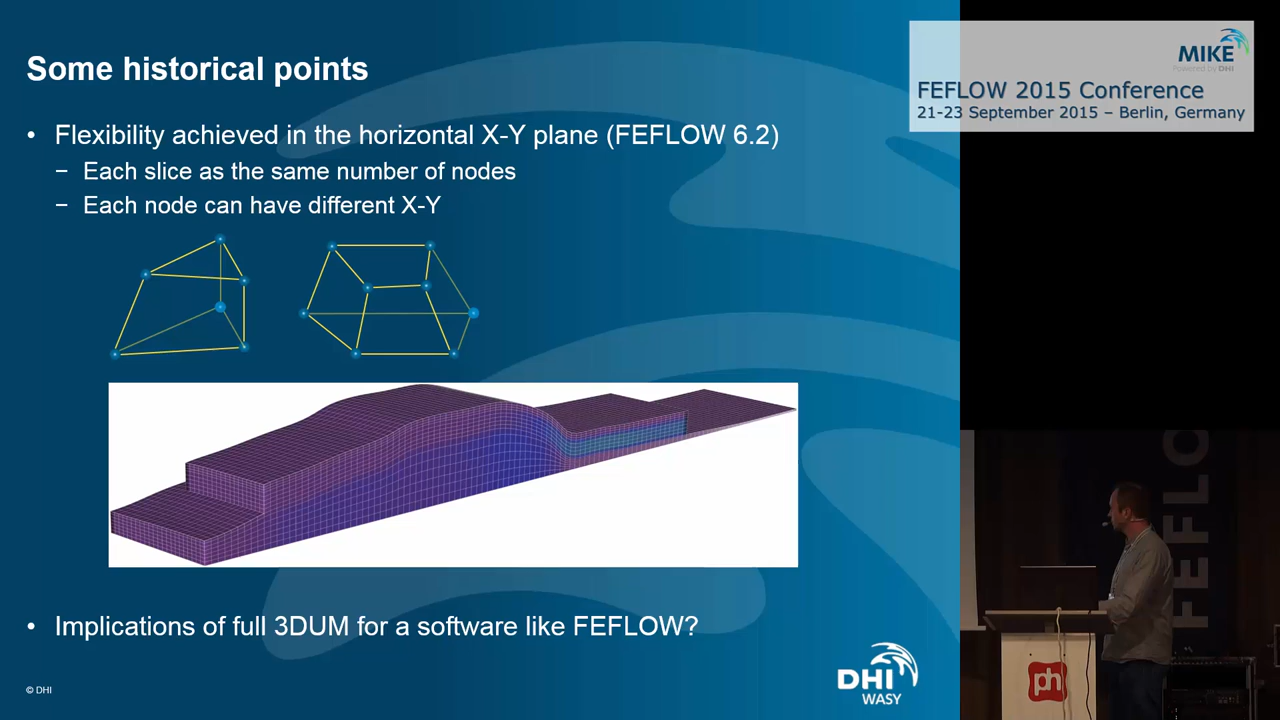 Some historical points
• Flexibility achieved in the horizontal X-Y plane (FEFLOW 6.2)
− Each slice as the same number of nodes
− Each node can have different X-Y
• Implications of full 3DUM for a software like FEFLOW?
© DHI
DHI
WASY
MIKE
Powered by DHI
FEFLOW 2015 Conference
21-23 September 2015 – Berlin, Germany
FEFLO
ph